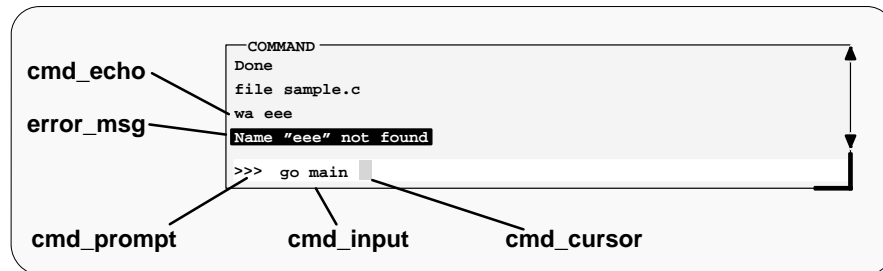 COMMAND
Done
cmd_echo
file sample.c
wa eee
error_msg
Name "eee" not found
>>> go main
cmd_prompt cmd_input cmd_cursor